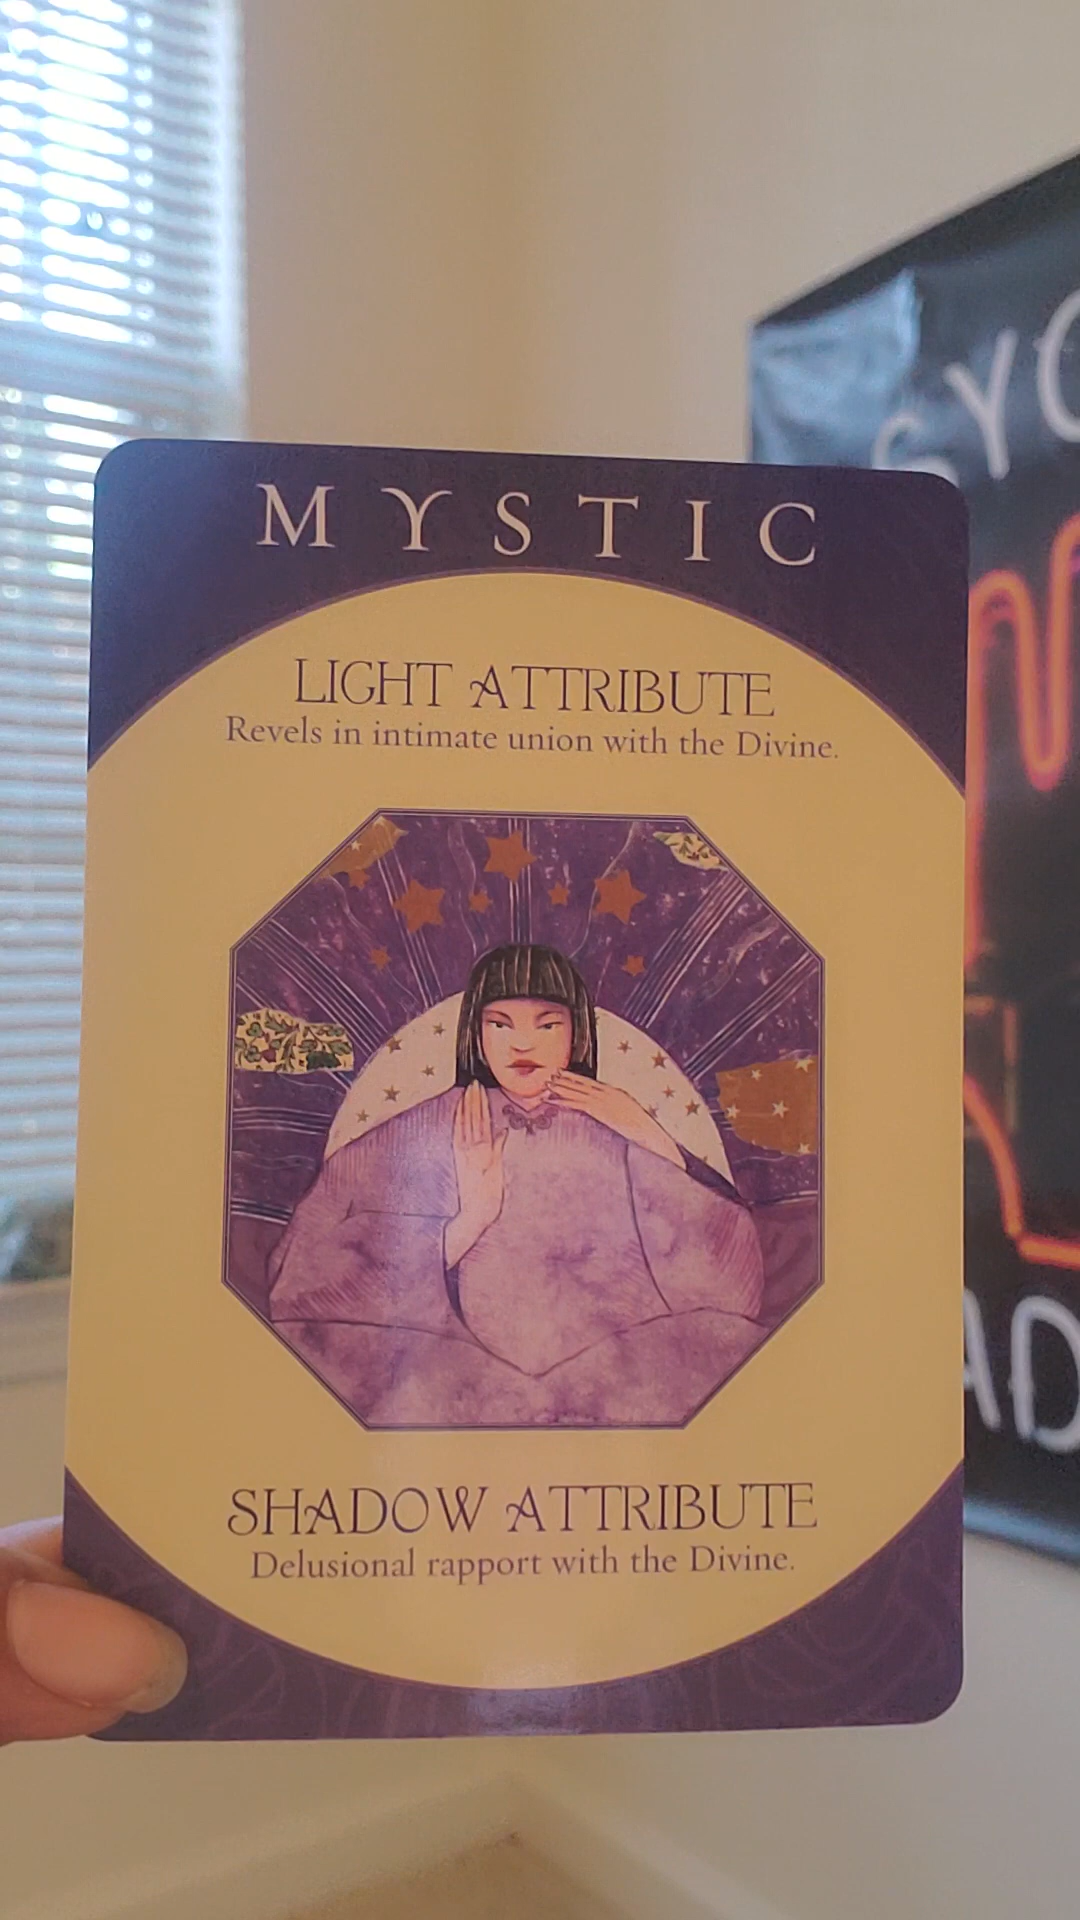 MYSTIC
LIGHT ATTRIBUTE
Revels in intimate union with the Divine.
SHADOW ATTRIBUTE
Delusional rapport with the Divine.